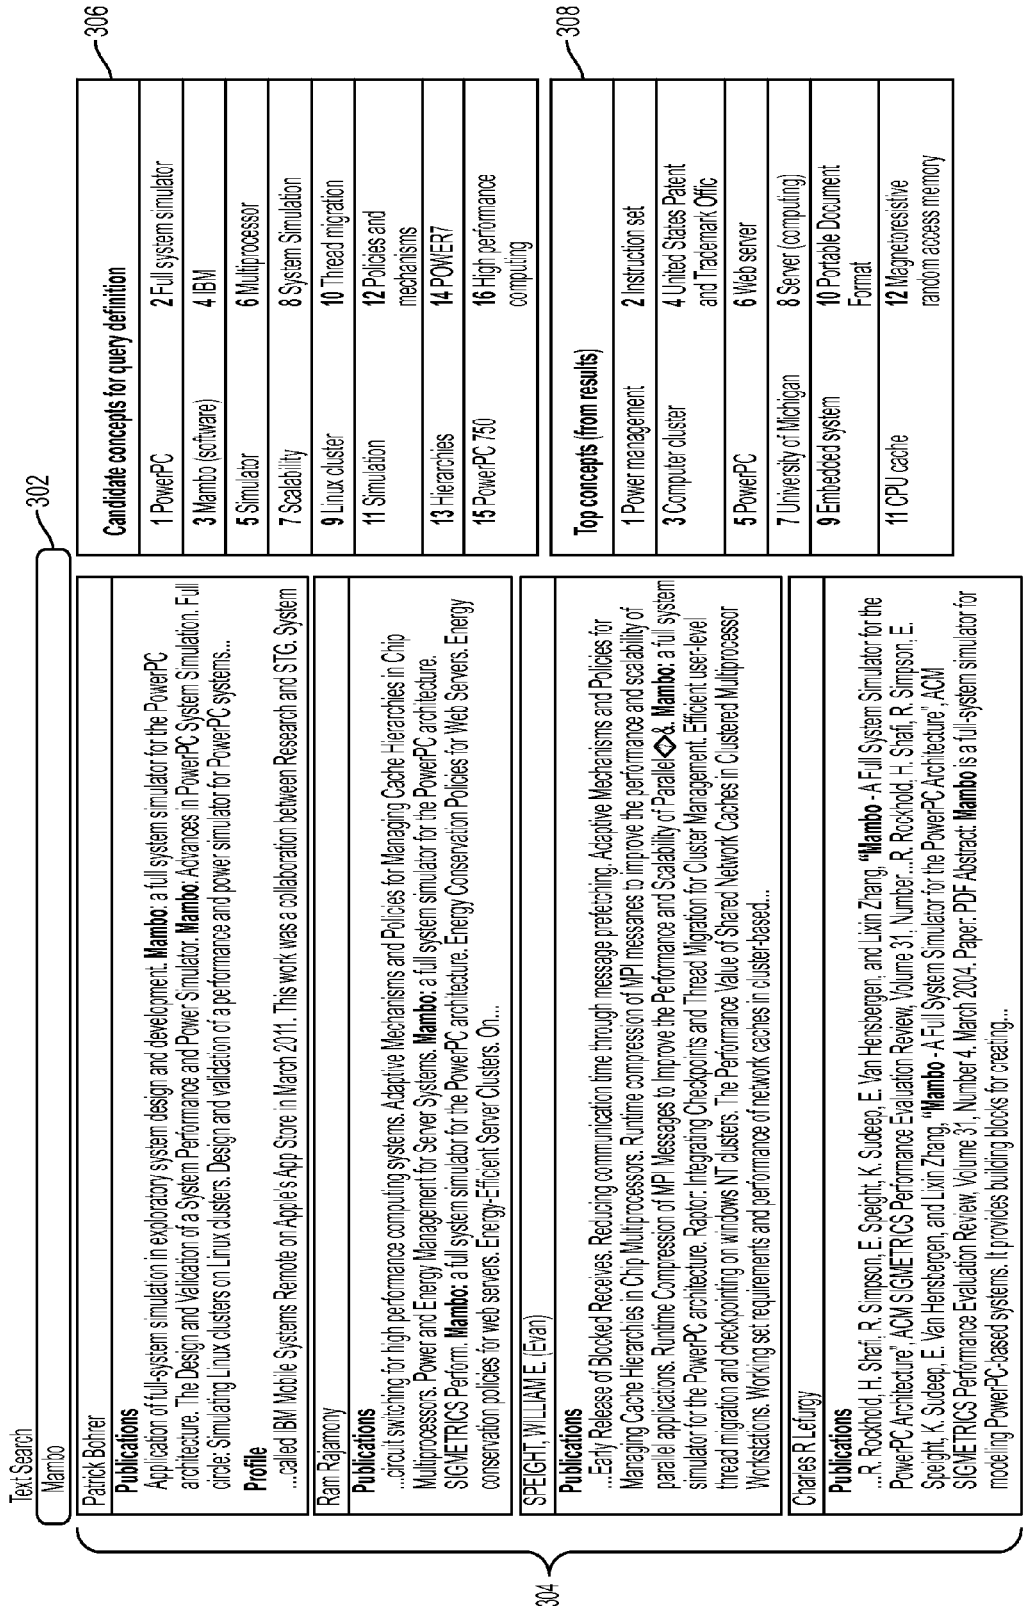 Text Search
Mambo
302
304
Patrick Bohrer
Publications
Application of full-system simulation in exploratory system design and development. Mambo: a full system simulator for the PowerPC
architecture. The Design and Validation of a System Performance and Power Simulator. Mambo: Advances in PowerPC System Simulation. Full
circle: Simulating Linux clusters on Linux clusters. Design and validation of a performance and power simulator for PowerPC systems...
Profile
...called IBM Mobile Systems Remote on Apple's App Store in March 2011. This work was a collaboration between Research and STG. System
Ram Rajamony
Publications
...circuit switching for high performance computing systems. Adaptive Mechanisms and Policies for Managing Cache Hierarchies in Chip
Multiprocessors. Power and Energy Management for Server Systems. Mambo: a full system simulator for the PowerPC architecture.
SIGMETRICS Perform. Mambo: a full system simulator for the PowerPC architecture. Energy Conservation Policies for Web Servers. Energy
conservation policies for web servers. Energy-Efficient Server Clusters. On...
SPEIGHT, WILLIAM E. (Evan)
Publications
...Early Release of Blocked Receives. Reducing communication time through message prefetching. Adaptive Mechanisms and Policies for
Managing Cache Hierarchies in Chip Multiprocessors. Runtime compression of MPI messanes to improve the performance and scalability of
parallel applications. Runtime Compression of MPI Messages to Improve the Performance and Scalability of Parallel<>&. Mambo: a full system
simulator for the PowerPC architecture. Raptor: Integrating Checkpoints and Thread Migration for Cluster Management. Efficient user-level
thread migration and checkpointing on windows NT clusters. The Performance Value of Shared Network Caches in Clustered Multiprocessor
Workstations. Working set requirements and performance of network caches in cluster-based...
Charles R Lefurgy
Publications
...R. Rockhold, H. Shafi, R. Simpson, E. Speight, K. Sudeep, E. Van Hensbergen, and Lixin Zhang, "Mambo - A Full System Simulator for the
PowerPC Architecture", ACM SIGMETRICS Performance Evaluation Review, Volume 31, Number...R. Rockhold, H. Shafi, R. Simpson, E.
Speight, K. Sudeep, E. Van Hensbergen, and Lixin Zhang, "Mambo - A Full System Simulator for the PowerPC Architecture", ACM
SIGMETRICS Performance Evaluation Review, Volume 31, Number 4, March 2004. Paper: PDF Abstract: Mambo is a full-system simulator for
modeling PowerPC-based systems. It provides building blocks for creating...
306
Candidate concepts for query definition
1 PowerPC 2 Full system simulator
3 Mambo (software) 4 IBM
5 Simulator 6 Multiprocessor
7 Scalability 8 System Simulation
9 Linux cluster 10 Thread migration
11 Simulation 12 Policies and
mechanisms
13 Hierarchies 14 POWER7
15 PowerPC 750 16 High performance
computing
308
Top concepts (from results)
1 Power management 2 Instruction set
3 Computer cluster 4 United States Patent
and Trademark Offic
5 PowerPC 6 Web server
7 University of Michigan 8 Server (computing)
9 Embedded system 10 Portable Document
Format
11 CPU cache 12 Magnetoresistive
random access memory